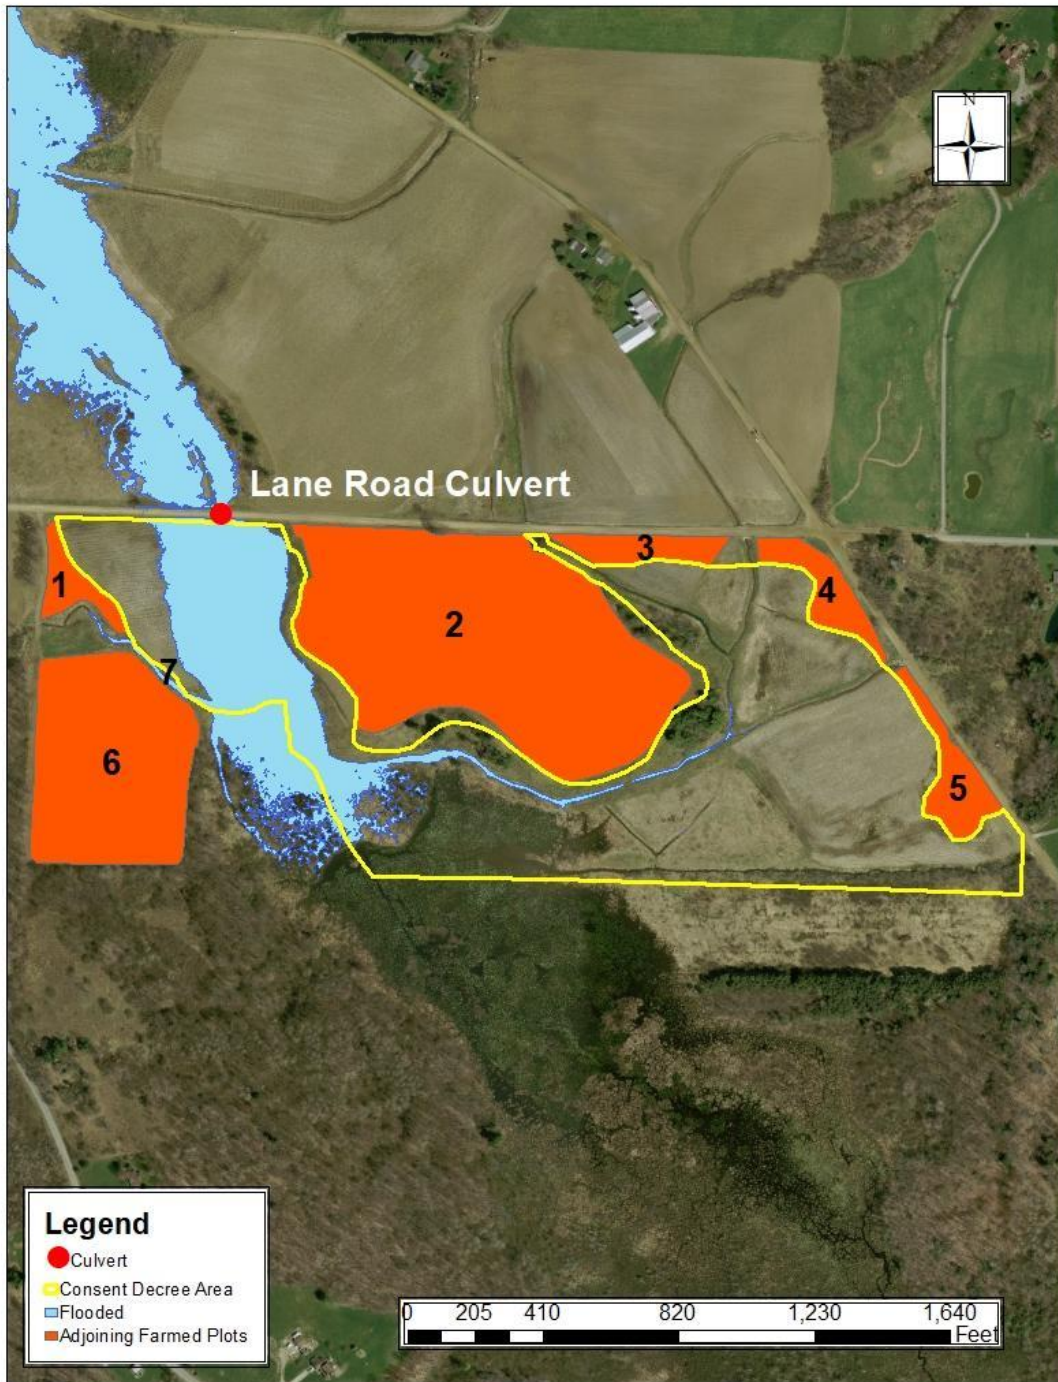 N
Lane Road Culvert
1
2
3
4
5
6
7
Legend
Culvert
Consent Decree Area
Flooded
Adjoining Farmed Plots
0 205 410 820 1,230 1,640
Feet